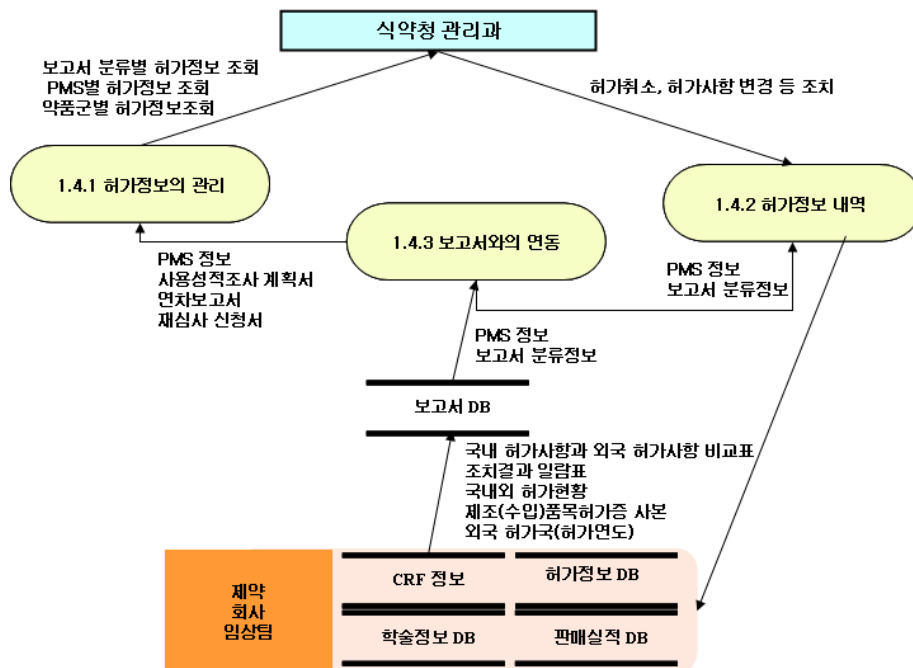 식약청 관리과
보고서 분류별 허가정보 조회
PMS별 허가정보 조회
약품군별 허가정보조회
허가취소, 허가사항 변경 등 조치
1.4.1 허가정보의 관리
1.4.2 허가정보 내역
1.4.3 보고서와의 연동
PMS 정보
사용성적조사 계획서
연차보고서
재심사 신청서
PMS 정보
보고서 분류정보
PMS 정보
보고서 분류정보
보고서 DB
국내 허가사항과 외국 허가사항 비교표
조치결과 일람표
국내외 허가현황
제조(수입)품목허가증 사본
외국 허가국(허가연도)
제약
회사
임상팀
CRF 정보
허가정보 DB
학술정보 DB
판매실적 DB